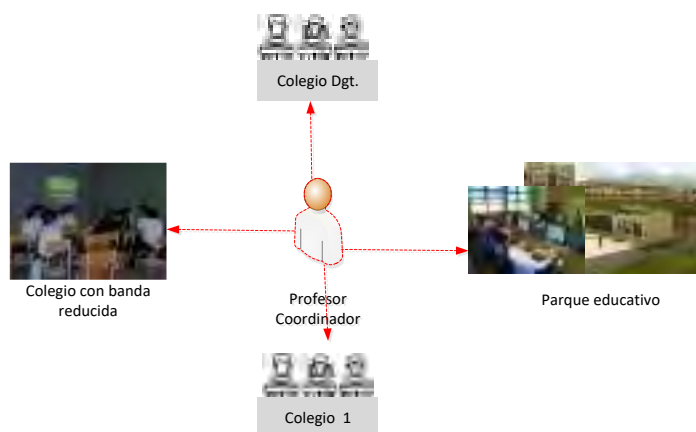 Colegio Dgt.
Colegio con banda
reducida
Profesor
Coordinador
Parque educativo
Colegio 1